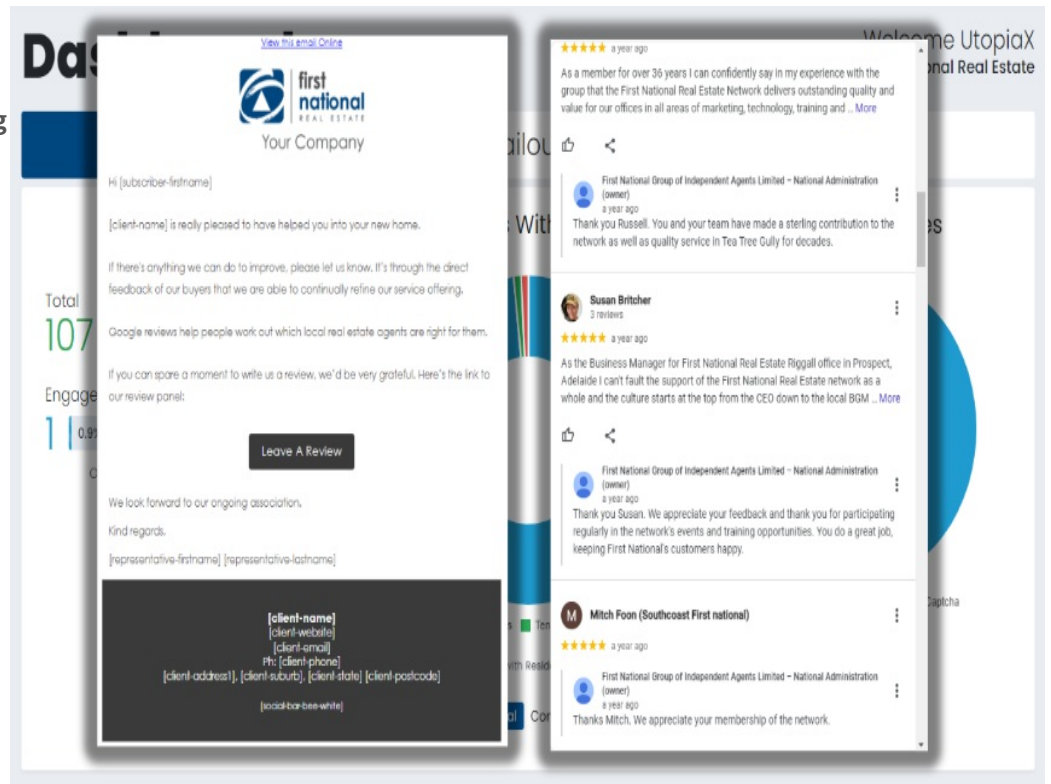 Das
Welcome UtopiaX
onal Real Estate
g
ailou
With
es
Total
107
Engage
1
0.9%
View this email Online
first
national
REAL ESTATE
Your Company
Hi [subscriber-firstname]
[client-name] is really pleased to have helped you into your new home.
If there's anything we can do to improve, please let us know. It's through the direct
feedback of our buyers that we are able to continually refine our service offering.
Google reviews help people work out which local real estate agents are right for them.
If you can spare a moment to write us a review, we'd be very grateful. Here's the link to
our review panel:
Leave A Review
We look forward to our ongoing association.
Kind regards,
[representative-firstname] [representative-lastname]
[client-name]
[client-website]
[client-email]
Ph: [client-phone]
[client-address1], [client-suburb], [client-state] [client-postcode]
[social-bar-bee-white]
a year ago
As a member for over 36 years I can confidently say in my experience with the
group that the First National Real Estate Network delivers outstanding quality and
value for our offices in all areas of marketing, technology, training and ... More
First National Group of Independent Agents Limited – National Administration
(owner)
a year ago
Thank you Russell. You and your team have made a sterling contribution to the
network as well as quality service in Tea Tree Gully for decades.
Susan Britcher
3 reviews
a year ago
As the Business Manager for First National Real Estate Riggall office in Prospect,
Adelaide I can't fault the support of the First National Real Estate network as a
whole and the culture starts at the top from the CEO down to the local BGM ... More
First National Group of Independent Agents Limited – National Administration
(owner)
a year ago
Thank you Susan. We appreciate your feedback and thank you for participating
regularly in the network's events and training opportunities. You do a great job,
keeping First National's customers happy.
M
Mitch Foon (Southcoast First national)
a year ago
First National Group of Independent Agents Limited – National Administration
(owner)
a year ago
Thanks Mitch. We appreciate your membership of the network.
Captcha
s
Ten
with Resid
al
Con